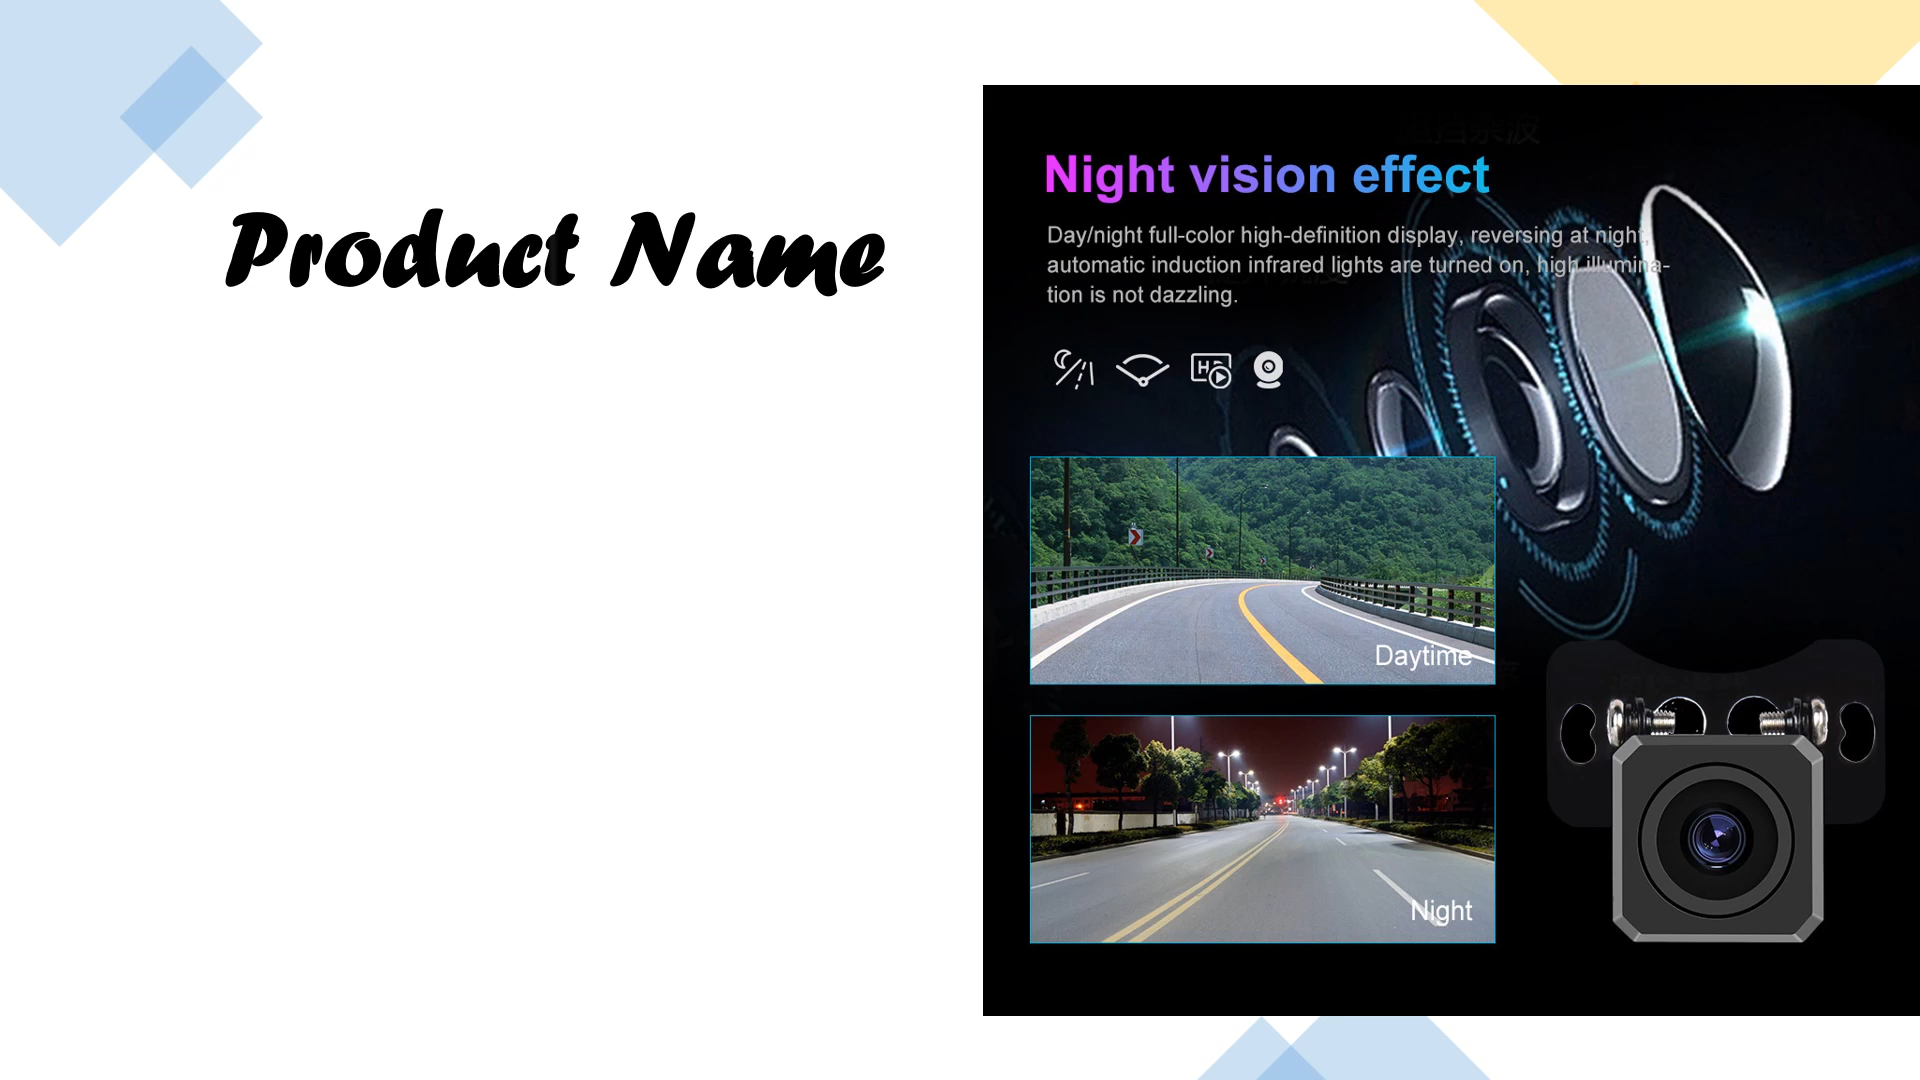 Product Name
Night vision effect
Day/night full-color high-definition display, reversing at night,
automatic induction infrared lights are turned on, high illumina-
tion is not dazzling.
HD
Daytime
Night